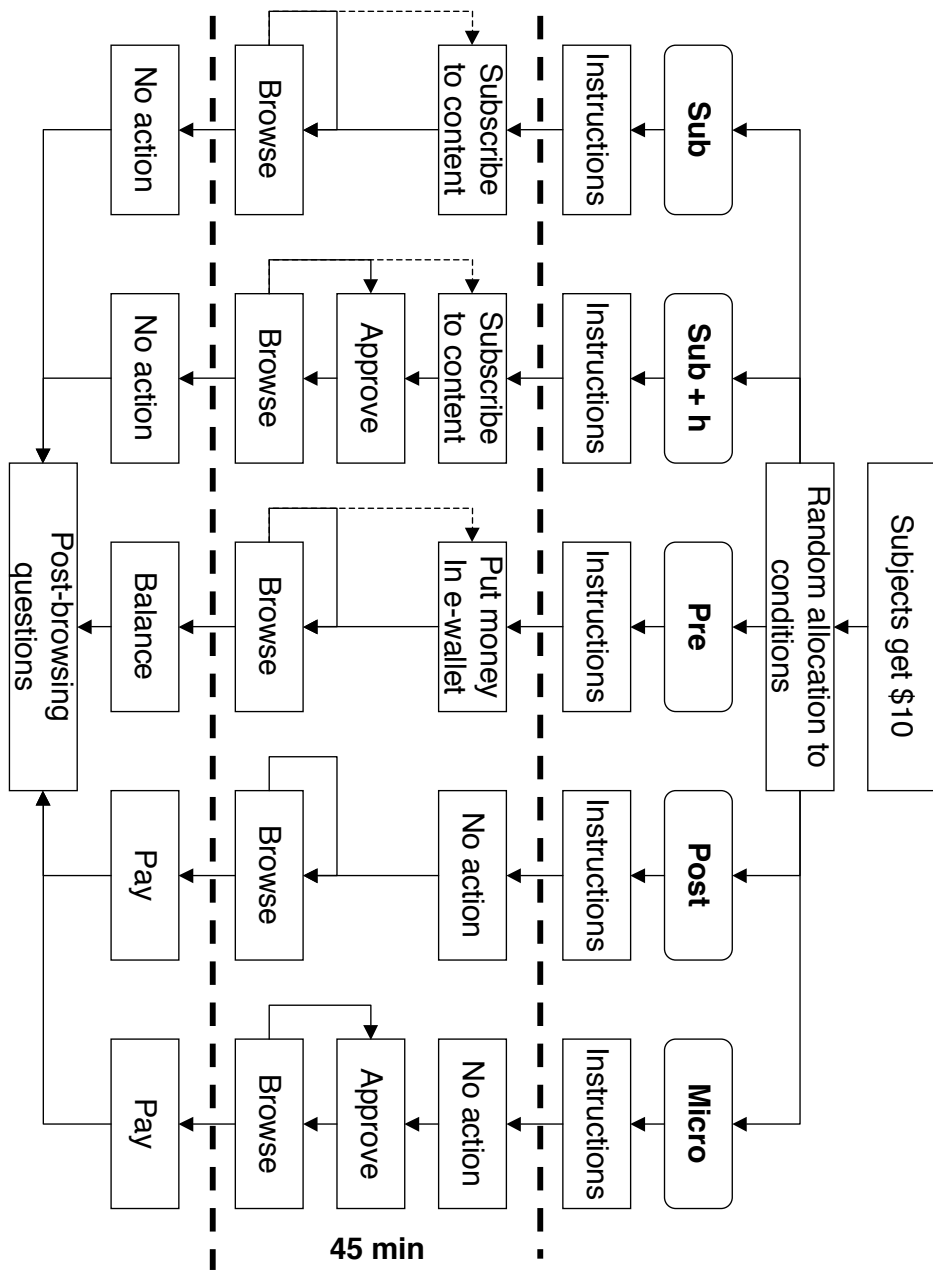 Subjects get $10
Random allocation to
conditions
Sub
Sub + h
Pre
Post
Micro
Instructions
Instructions
Instructions
Instructions
Instructions
Subscribe
to content
Subscribe
to content
Put money
In e-wallet
No action
No action
Approve
Approve
45 min
Browse
Browse
Browse
Browse
Browse
No action
No action
Balance
Pay
Pay
Post-browsing
questions